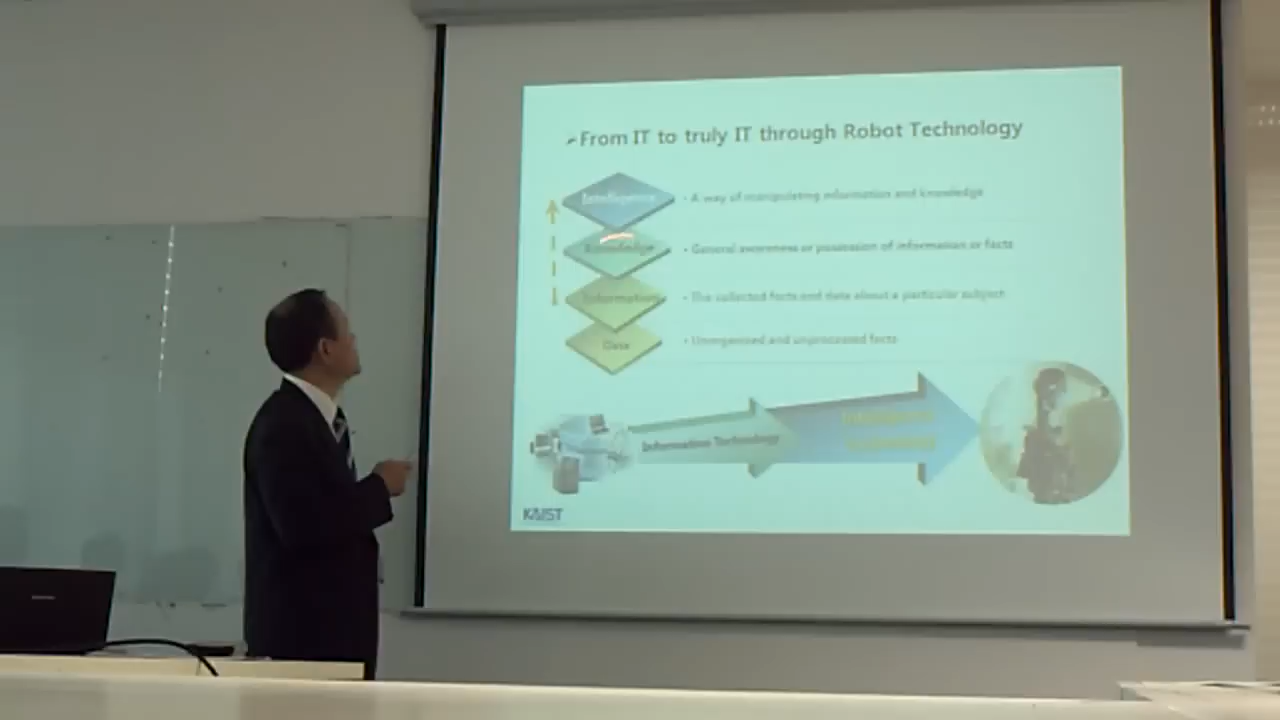 From IT to truly IT through Robot Technology
Intelligence
• A way of manipulating information and knowledge
Knowledge
• General awareness or possession of information or facts
Information
• The collected facts and data about a particular subject
Data
• Unorganized and unprocessed facts
Information Technology
KAIST